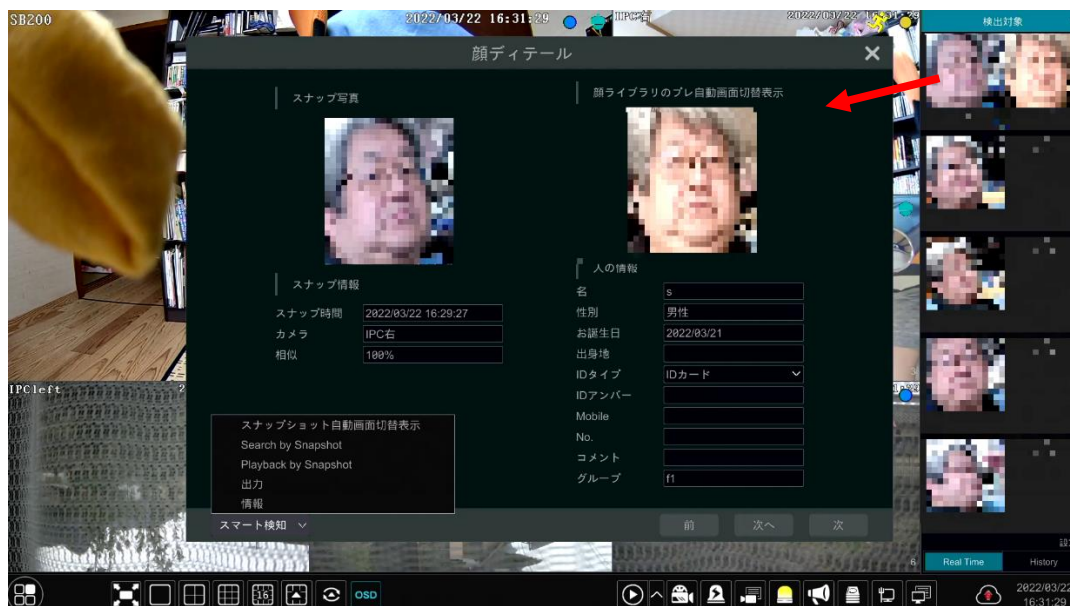 SB200
2022/03/22 16:31:29
IPC右
2022/03/22 16:31:29
検出対象
顔ディテール
スナップ写真
顔ライブラリのプレ自動画面切替表示
スナップ情報
スナップ時間 2022/03/22 16:29:27
カメラ IPC右
相似 100%
人の情報
名 s
性別 男性
お誕生日 2022/03/21
出身地
IDタイプ IDカード
IDアンバー
Mobile
No.
コメント
グループ f1
IPCleft
スナップショット自動画面切替表示
Search by Snapshot
Playback by Snapshot
出力
情報
スマート検知
前 次へ 次
Real Time History
16
OSD
2022/03/22
16:31:29